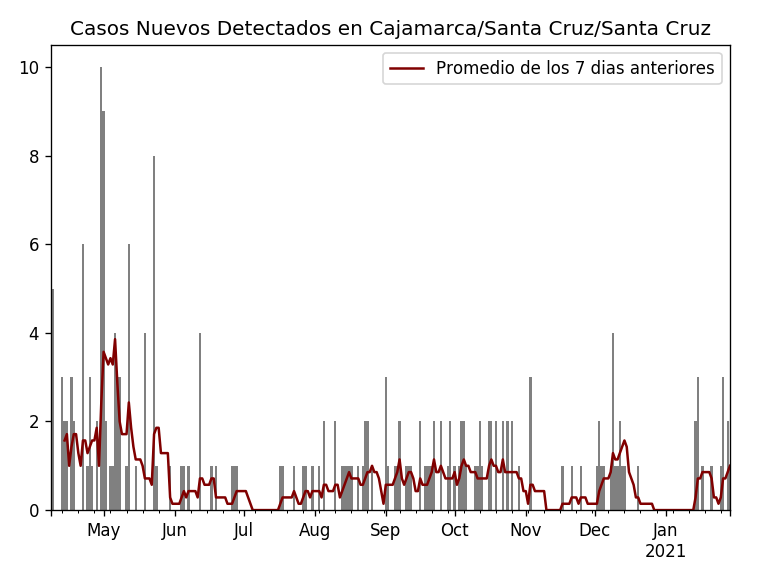 Casos Nuevos Detectados en Cajamarca/Santa Cruz/Santa Cruz
Promedio de los 7 dias anteriores
10
8
6
4
2
0
May Jun Jul Aug Sep Oct Nov Dec Jan
2021